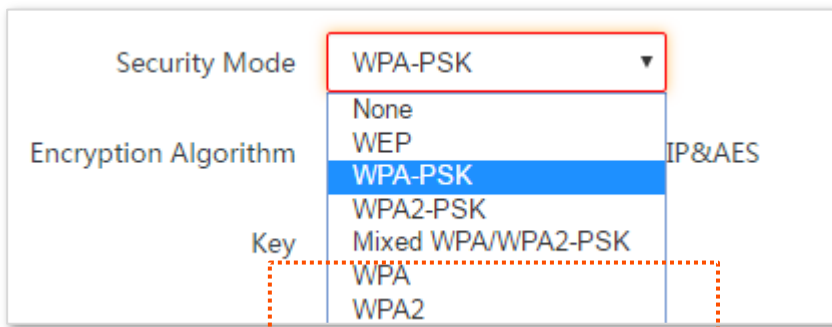 Security Mode WPA-PSK
None
Encryption Algorithm WEP IP&AES
WPA-PSK
WPA2-PSK
Key Mixed WPA/WPA2-PSK
WPA
WPA2